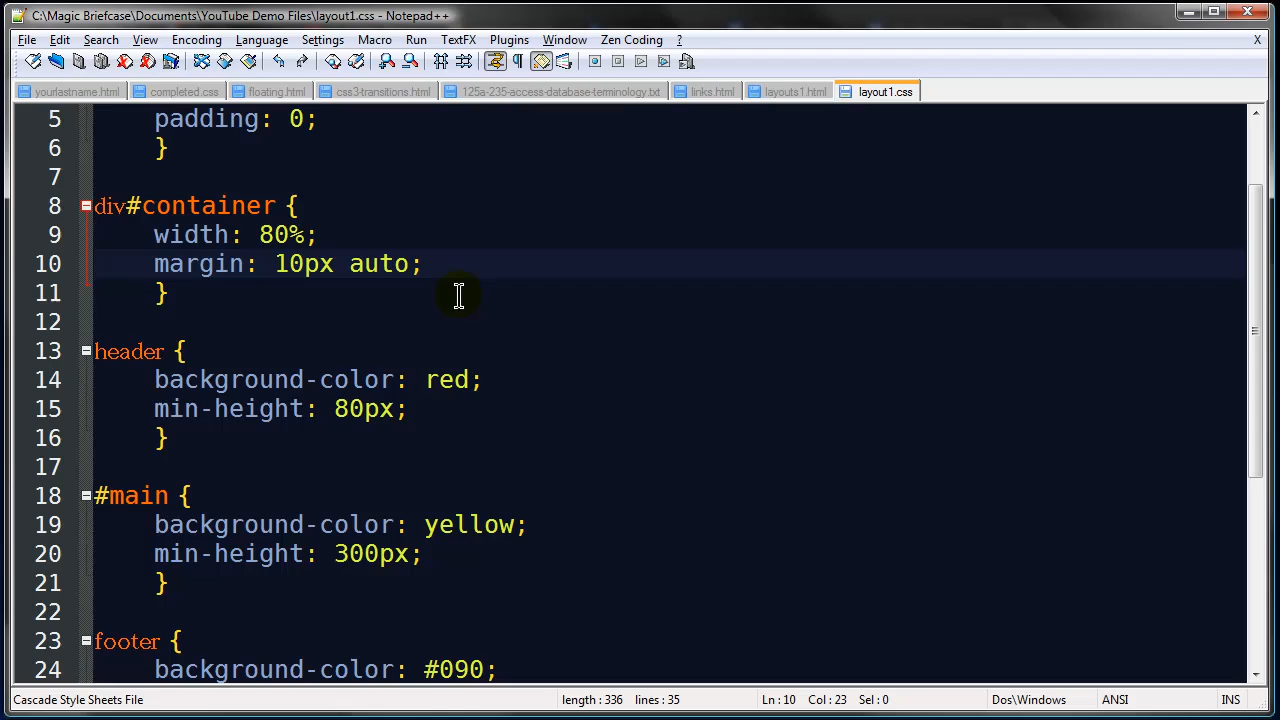 C:\Magic Briefcase\Documents\YouTube Demo Files\layout1.css - Notepad++
File Edit Search View Encoding Language Settings Macro Run TextFX Plugins Window Zen Coding ? X
yourlastname.html completed.css floating.html css3-transitions.html 125a-235-access-database-terminology.txt links.html layouts1.html layout1.css
5 padding: 0;
6 }
7
8 div#container {
9 width: 80%;
10 margin: 10px auto;
11 }
12
13 header {
14 background-color: red;
15 min-height: 80px;
16 }
17
18 #main {
19 background-color: yellow;
20 min-height: 300px;
21 }
22
23 footer {
24 background-color: #090;
Cascade Style Sheets File length : 336 lines : 35 Ln : 10 Col : 23 Sel : 0 Dos\Windows ANSI INS